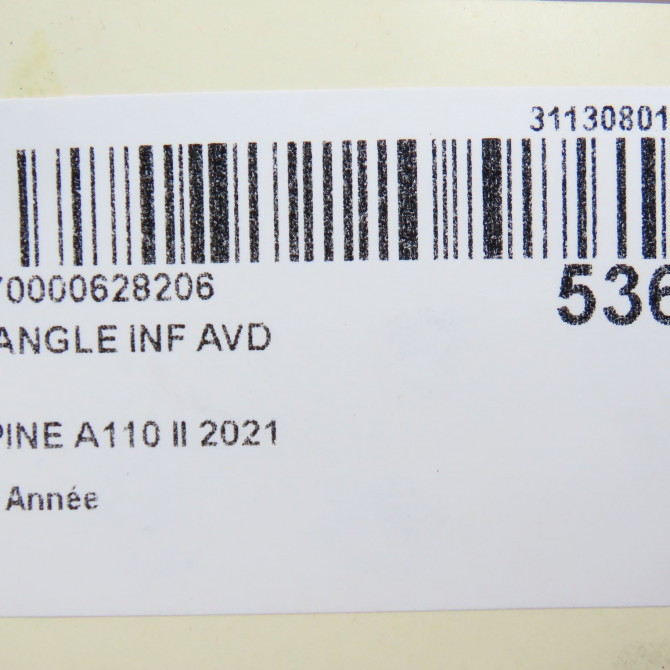 31130801
70000628206
536
ANGLE INF AVD
PINE A110 II 2021
Année